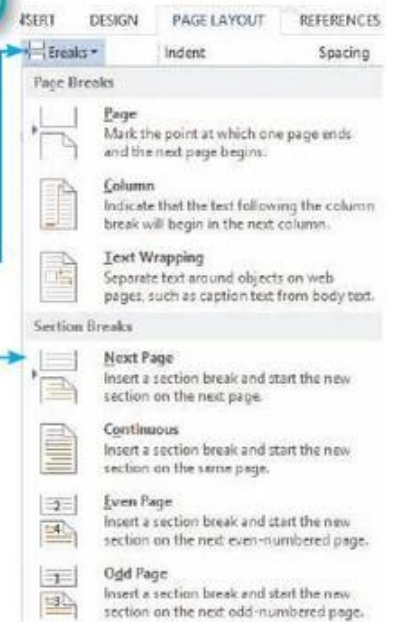 NSERT DESIGN PAGE LAYOUT REFERENCES
Breaks Indent Spacing
Page Breaks
Page
Mark the point at which one page ends
and the next page begins.
Column
Indicate that the text following the column
break will begin in the next column.
Text Wrapping
Separate text around objects on web
pages, such as caption text from body text.
Section Breaks
Next Page
Insert a section break and start the new
section on the next page.
Continuous
Insert a section break and start the new
section on the same page.
2
4
Even Page
Insert a section break and start the new
section on the next even-numbered page.
1
3
Odd Page
Insert a section break and start the new
section on the next odd-numbered page.